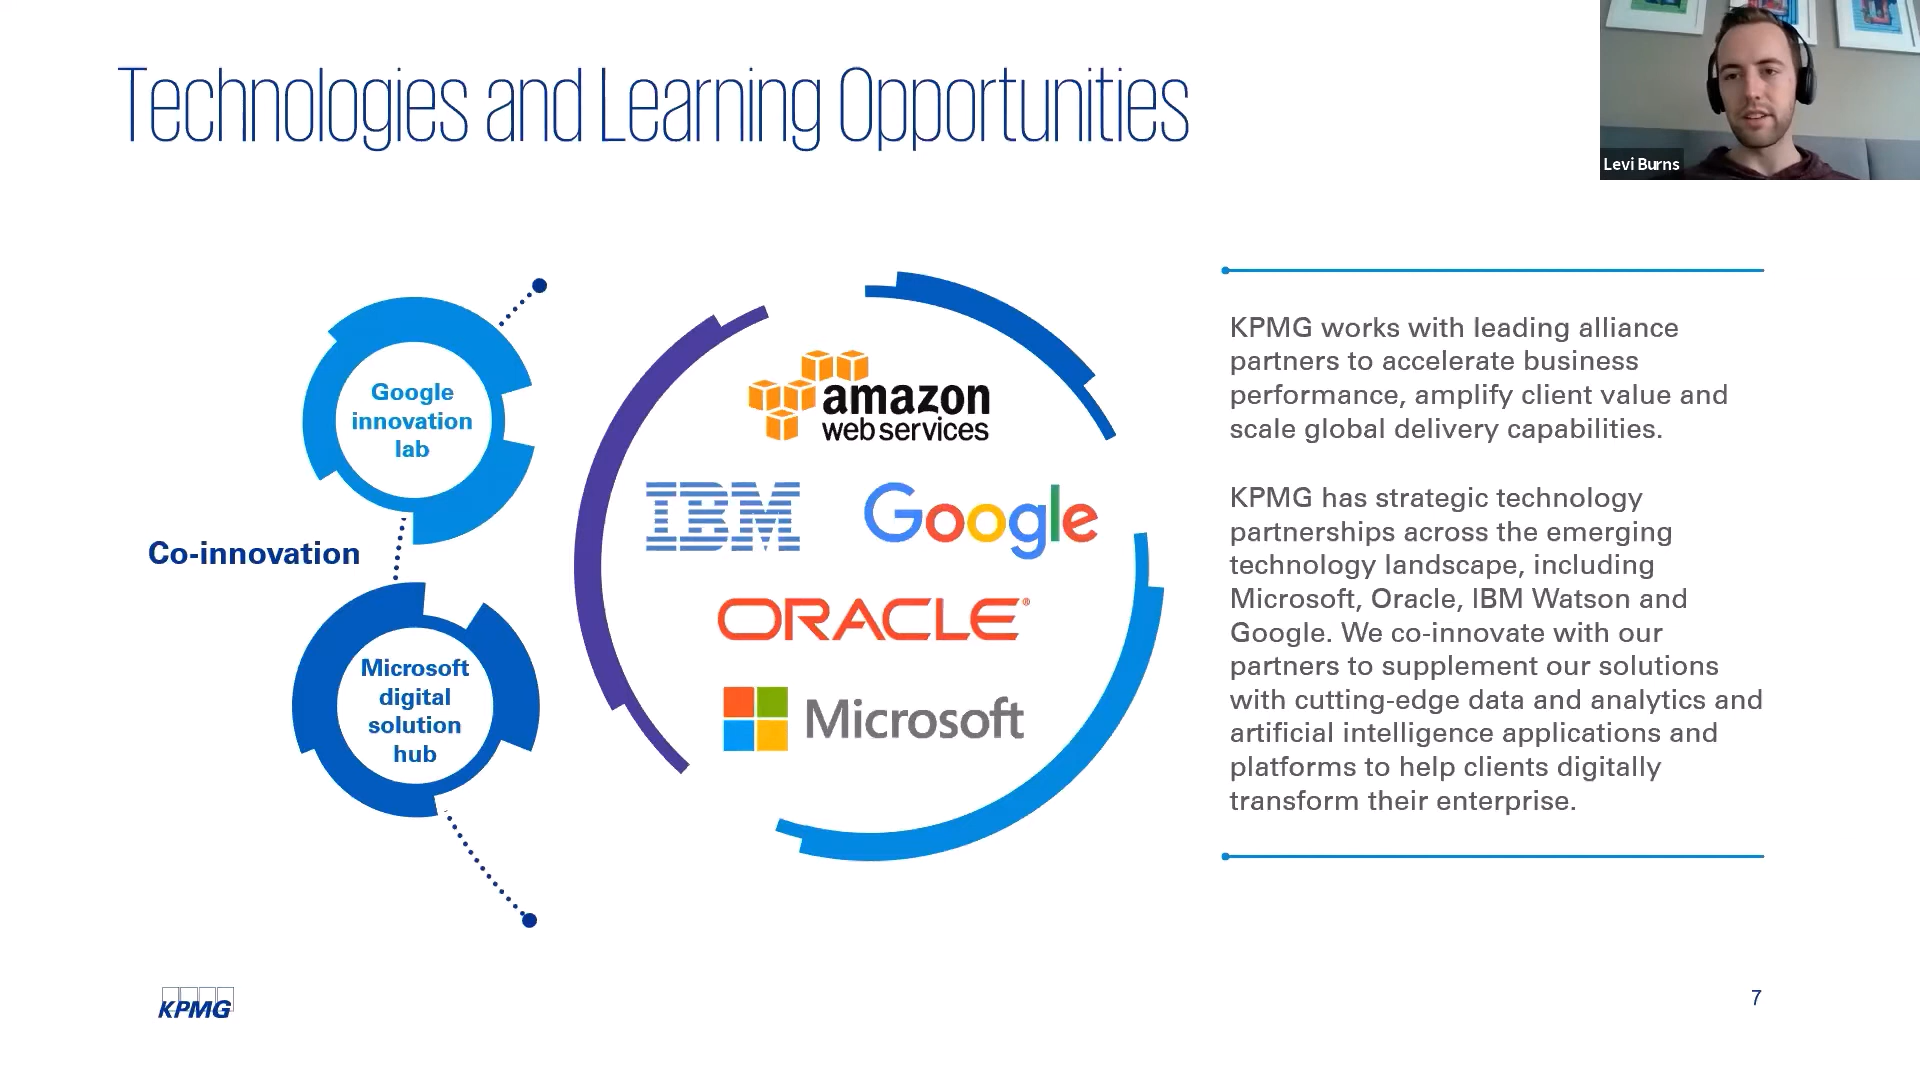 Technologies and Learning Opportunities
Levi Burns
Google
innovation
lab
Co-innovation
Microsoft
digital
solution
hub
amazon
web services
IBM
Google
ORACLE®
Microsoft
KPMG works with leading alliance
partners to accelerate business
performance, amplify client value and
scale global delivery capabilities.
KPMG has strategic technology
partnerships across the emerging
technology landscape, including
Microsoft, Oracle, IBM Watson and
Google. We co-innovate with our
partners to supplement our solutions
with cutting-edge data and analytics and
artificial intelligence applications and
platforms to help clients digitally
transform their enterprise.
KPMG
7